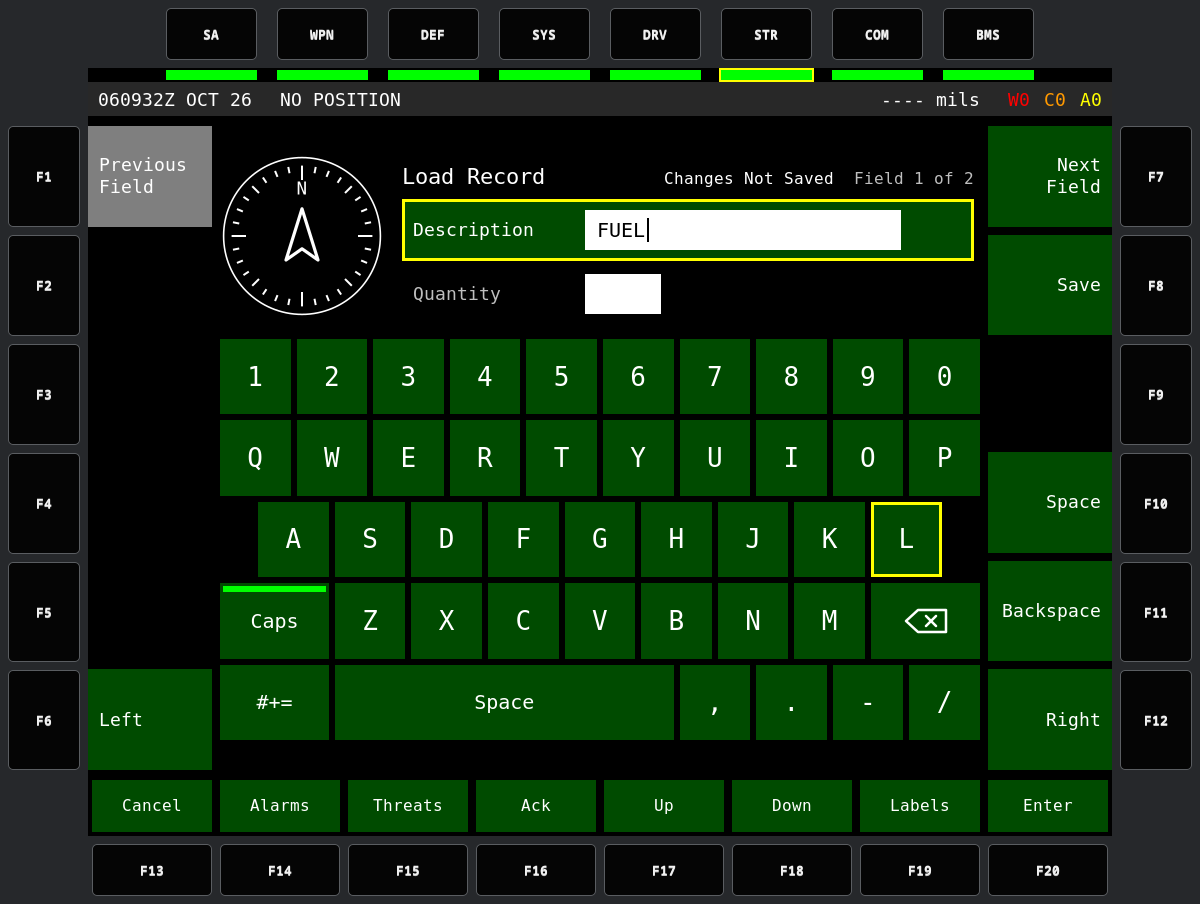 SA WPN DEF SYS DRV STR COM BMS
060932Z OCT 26 NO POSITION ---- mils W0 C0 A0
F1 Previous Field
N
Load Record Changes Not Saved Field 1 of 2
Next Field F7
Description FUEL
F2
Quantity
Save F8
F3
1 2 3 4 5 6 7 8 9 0
F9
Q W E R T Y U I O P
F4
A S D F G H J K L
Space F10
F5
Caps Z X C V B N M
Backspace F11
F6 Left
#+= Space , . - /
Right F12
Cancel Alarms Threats Ack Up Down Labels Enter
F13 F14 F15 F16 F17 F18 F19 F20